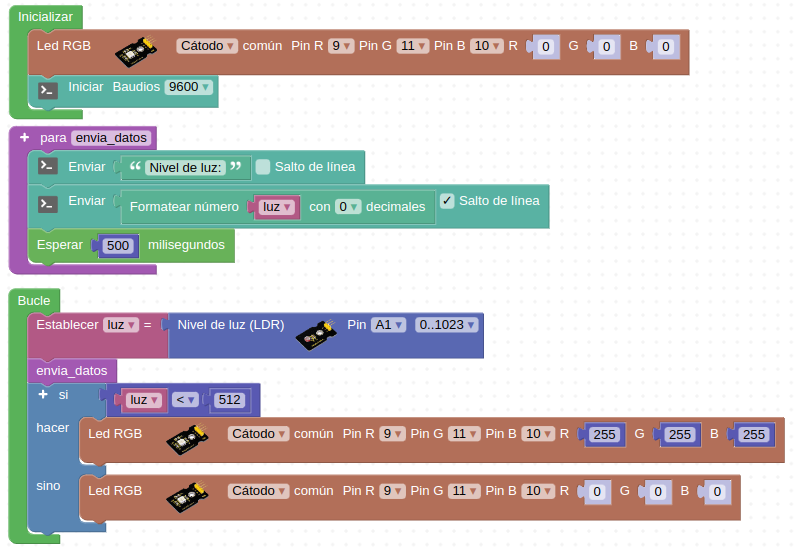 Inicializar
Led RGB Cátodo común Pin R 9 Pin G 11 Pin B 10 R 0 G 0 B 0
Iniciar Baudios 9600
+ para envia_datos
Enviar “ Nivel de luz: ” Salto de línea
Enviar Formatear número luz con 0 decimales ✓ Salto de línea
Esperar 500 milisegundos
Bucle
Establecer luz = Nivel de luz (LDR) Pin A1 0..1023
envia_datos
+ si luz < 512
hacer Led RGB Cátodo común Pin R 9 Pin G 11 Pin B 10 R 255 G 255 B 255
sino Led RGB Cátodo común Pin R 9 Pin G 11 Pin B 10 R 0 G 0 B 0